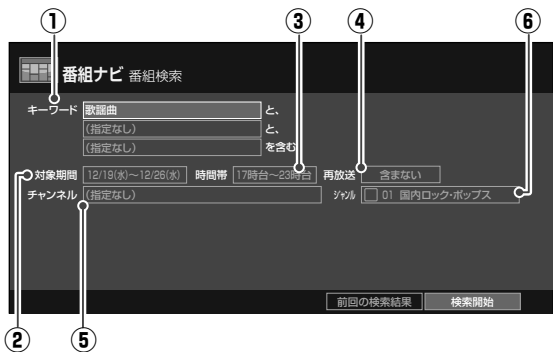 ① ③ ④ ⑥
番組ナビ 番組検索
キーワード 歌謡曲 と、
(指定なし) と、
(指定なし) を含む
対象期間 12/19(水)～12/26(水) 時間帯 17時台～23時台 再放送 含まない
チャンネル (指定なし) ジャンル 01 国内ロック・ポップス
前回の検索結果 検索開始
② ⑤